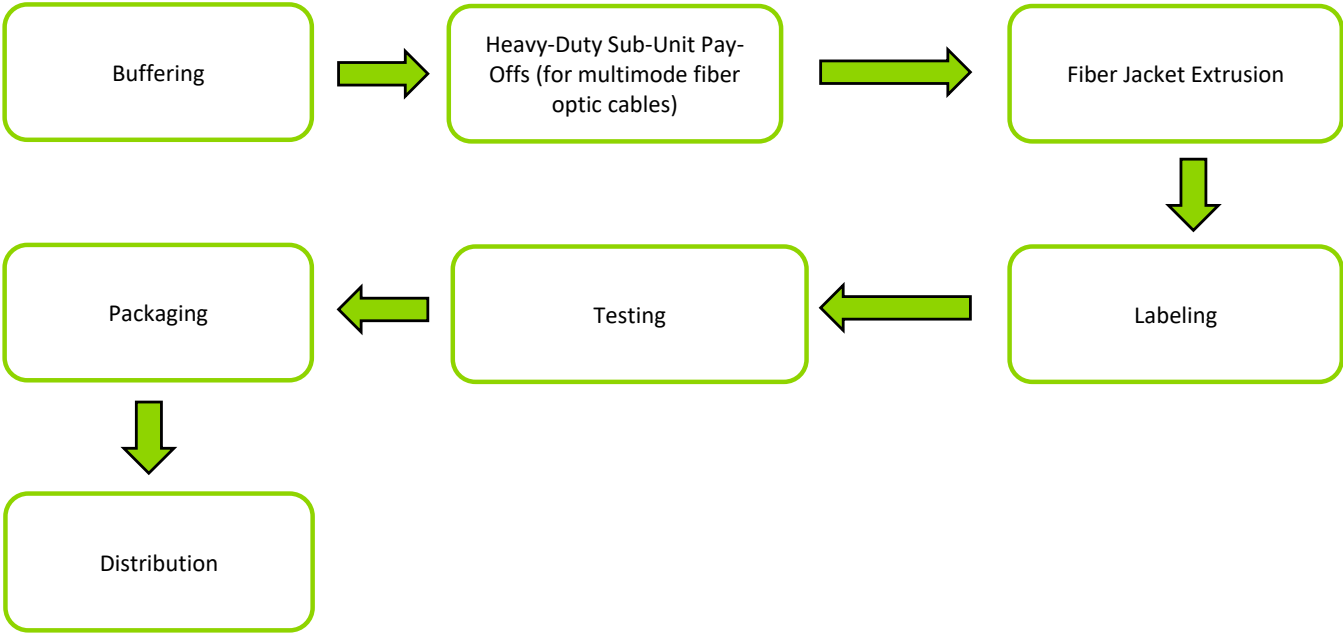 Buffering
Heavy-Duty Sub-Unit Pay-
Offs (for multimode fiber
optic cables)
Fiber Jacket Extrusion
Labeling
Testing
Packaging
Distribution